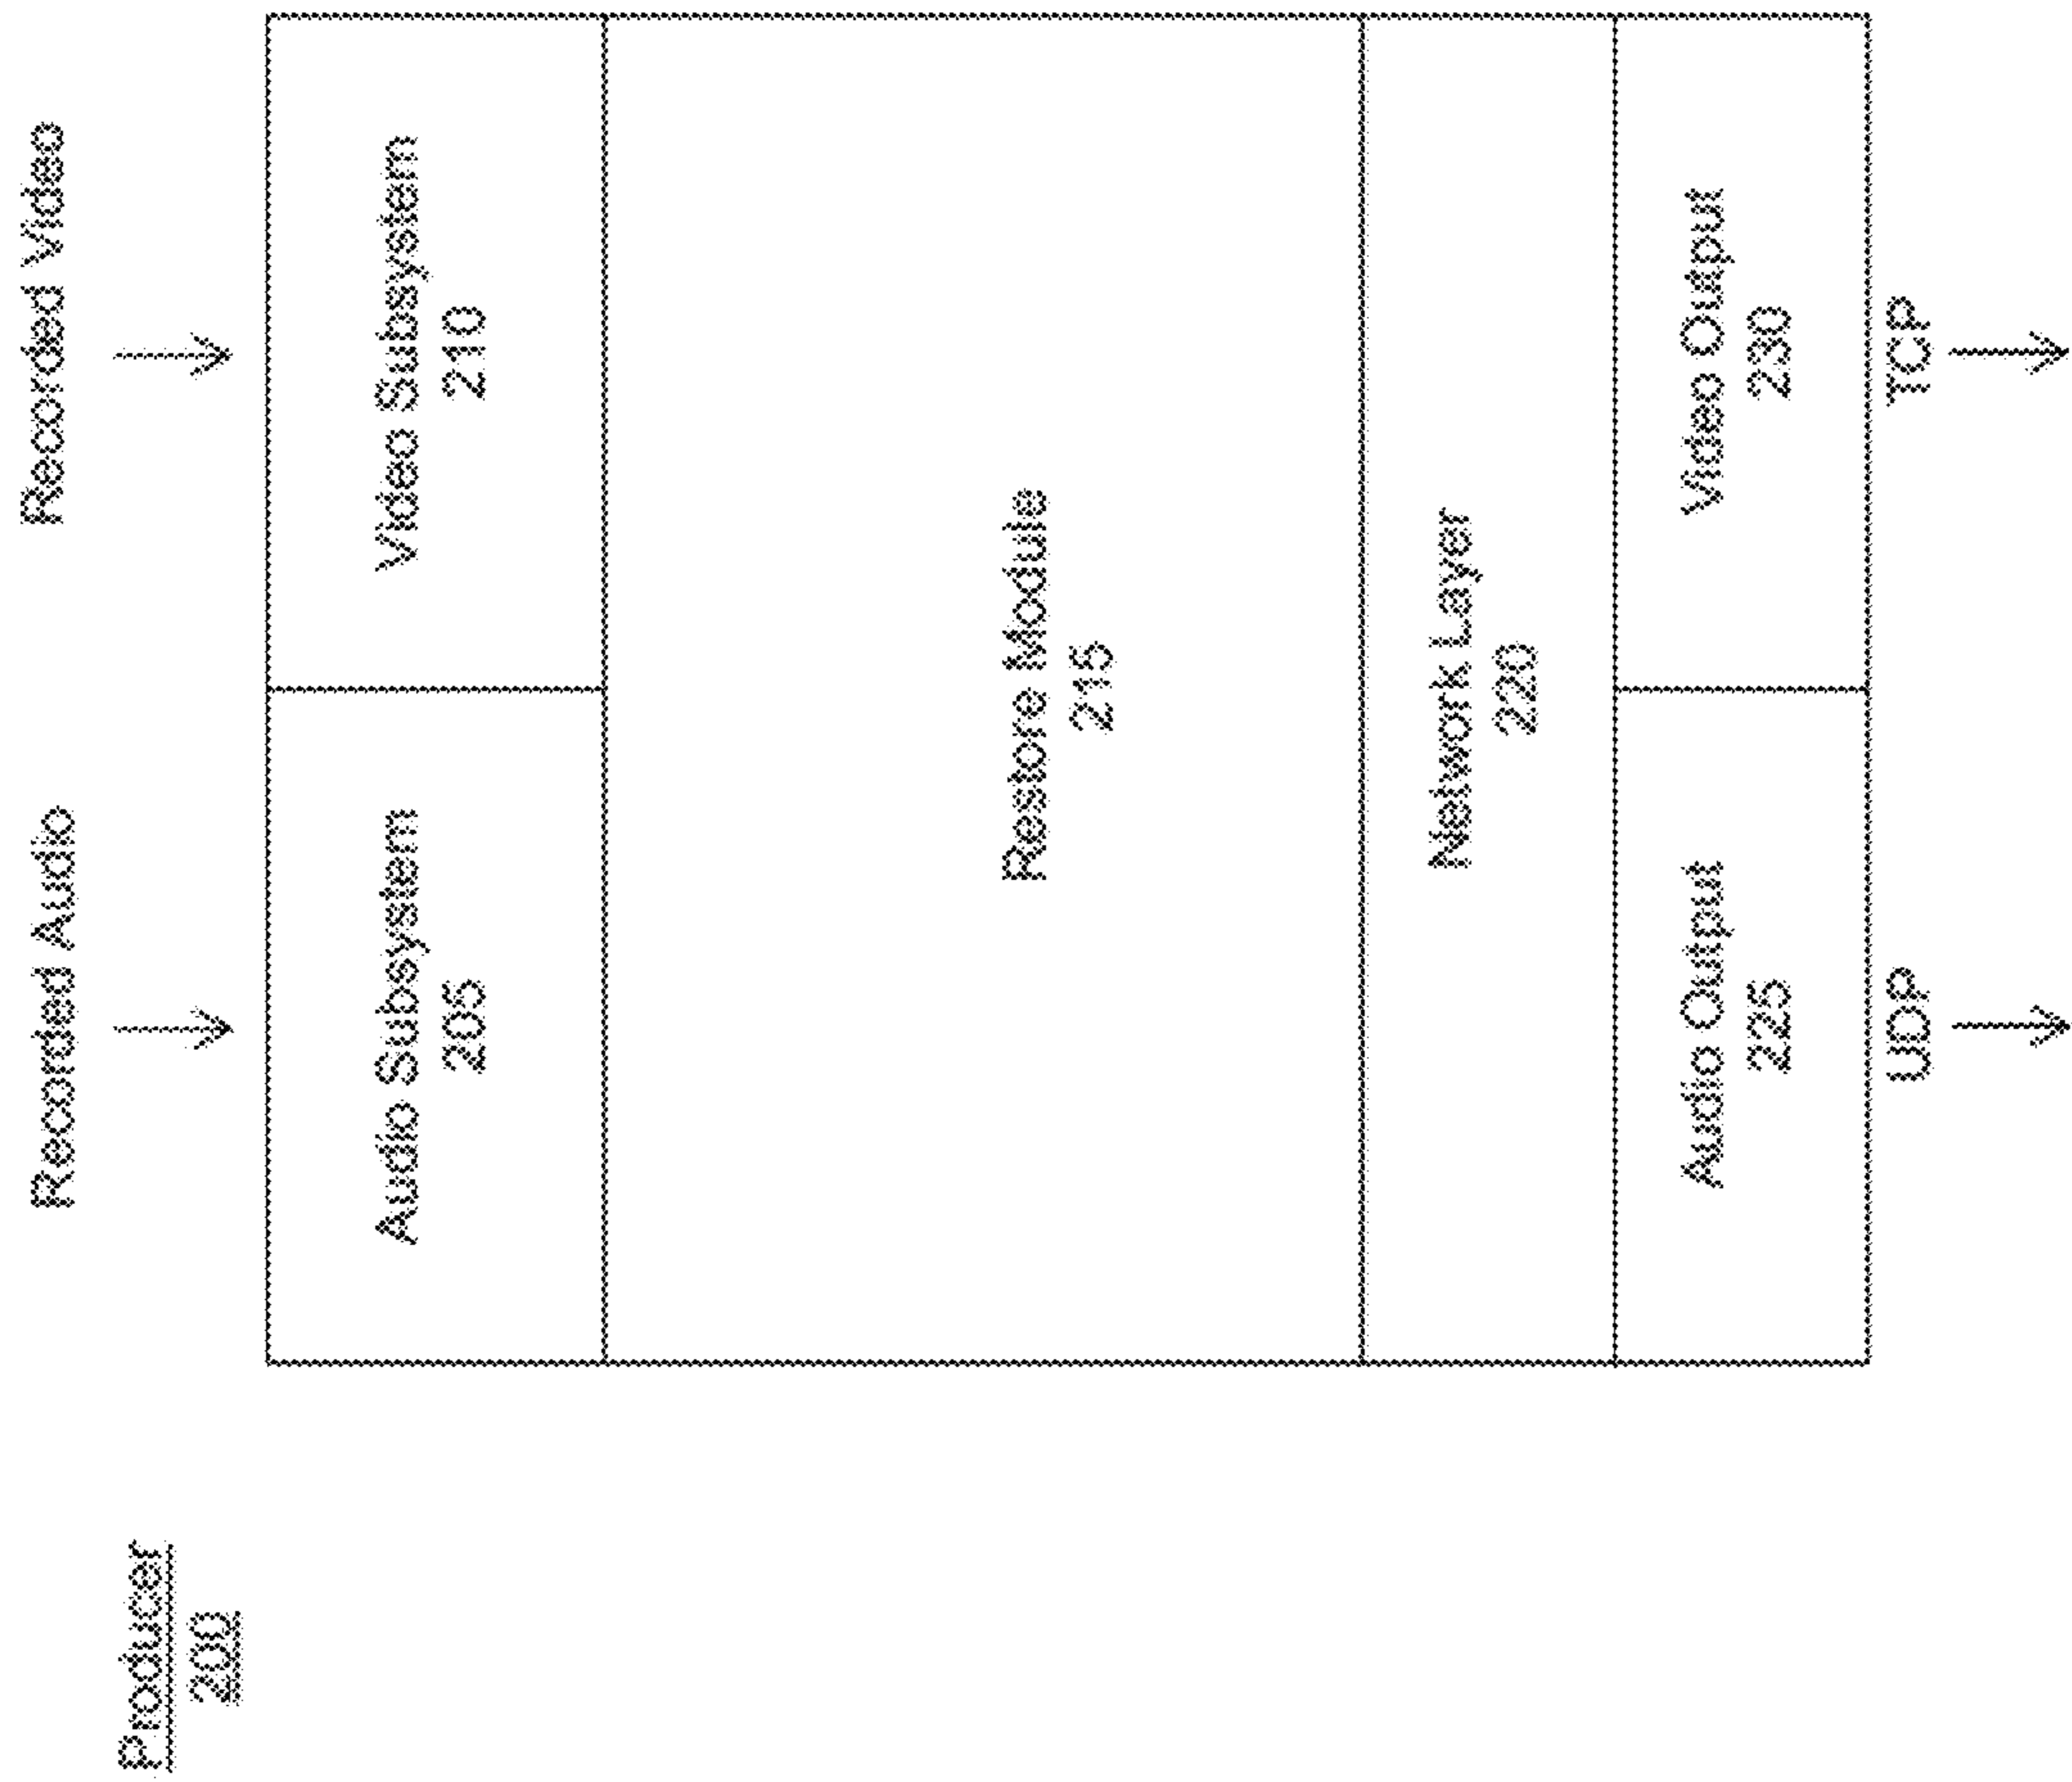 Producer
200
Recorded Audio
Recorded Video
Audio Subsystem
205
Video Subsystem
210
Restore Module
215
Network Layer
220
Audio Output
225
Video Output
230
UDP
TCP